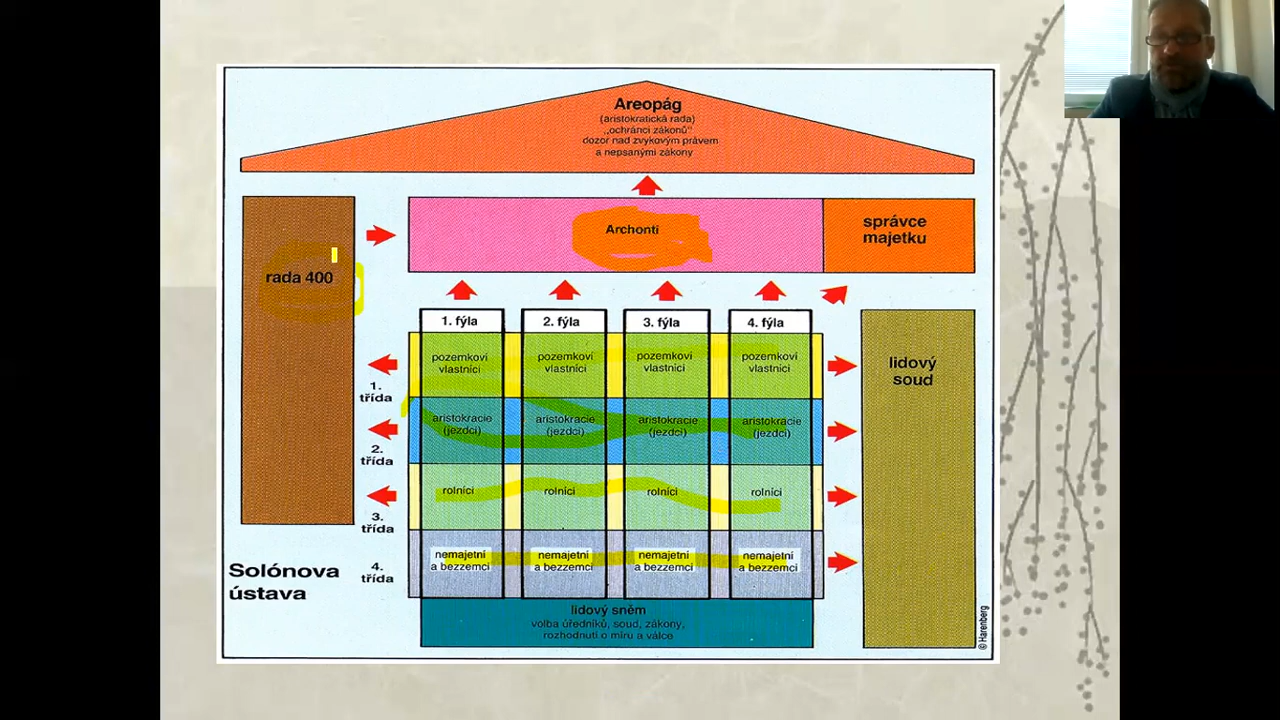 Areopág
(aristokratická rada)
„ochránci zákonů"
dozor nad zvykovým právem
a nepsanými zákony
Archonti
správce
majetku
rada 400
1. fýla
2. fýla
3. fýla
4. fýla
pozemkoví
vlastníci
pozemkoví
vlastníci
pozemkoví
vlastníci
pozemkoví
vlastníci
lidový
soud
1.
třída
aristokracie
(jezdci)
aristokracie
(jezdci)
aristokracie
(jezdci)
aristokracie
(jezdci)
2.
třída
rolníci
rolníci
rolníci
rolníci
3.
třída
nemajetní
a bezzemci
nemajetní
a bezzemci
nemajetní
a bezzemci
nemajetní
a bezzemci
4.
třída
Solónova
ústava
lidový sněm
volba úředníků, soud, zákony,
rozhodnutí o míru a válce
© Harenberg